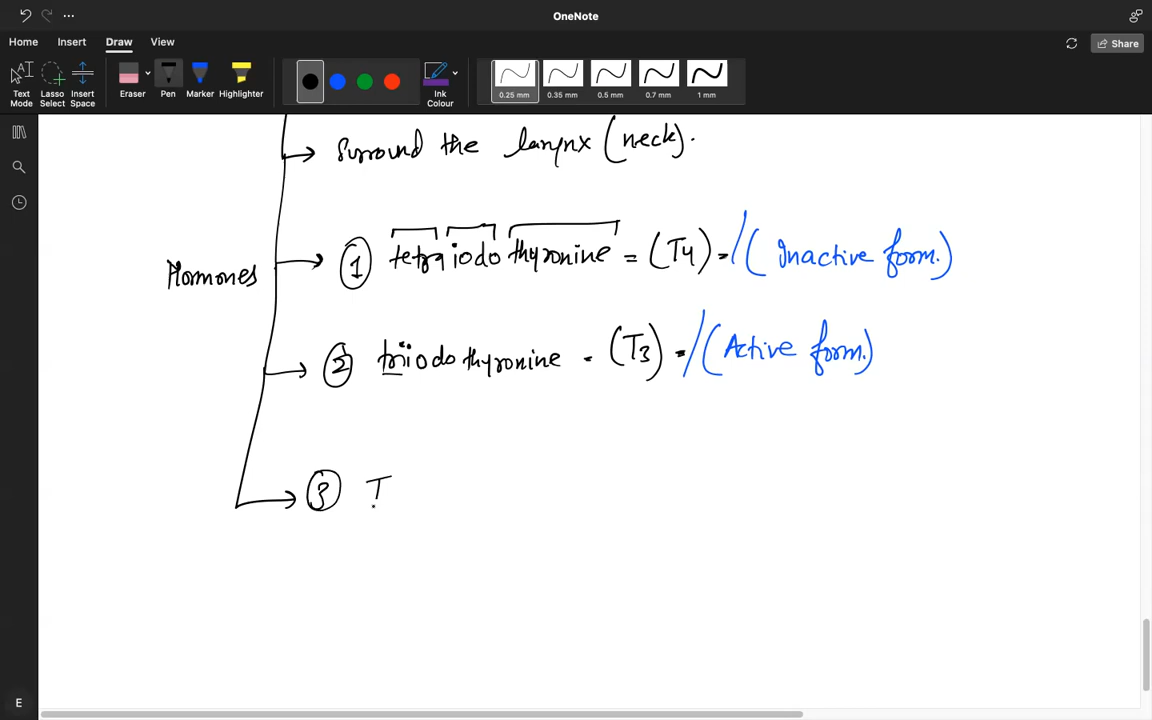 OneNote
Home Insert Draw View
Share
Text Mode
Lasso Select
Insert Space
Eraser
Pen
Marker
Highlighter
Ink Colour
0.25 mm 0.35 mm 0.5 mm 0.7 mm 1 mm
Surround the larynx (neck).
Hormones
① tetraiodothyronine = (T4) = / (Inactive form.)
② triiodothyronine - (T3) = / (Active form.)
③ T
E